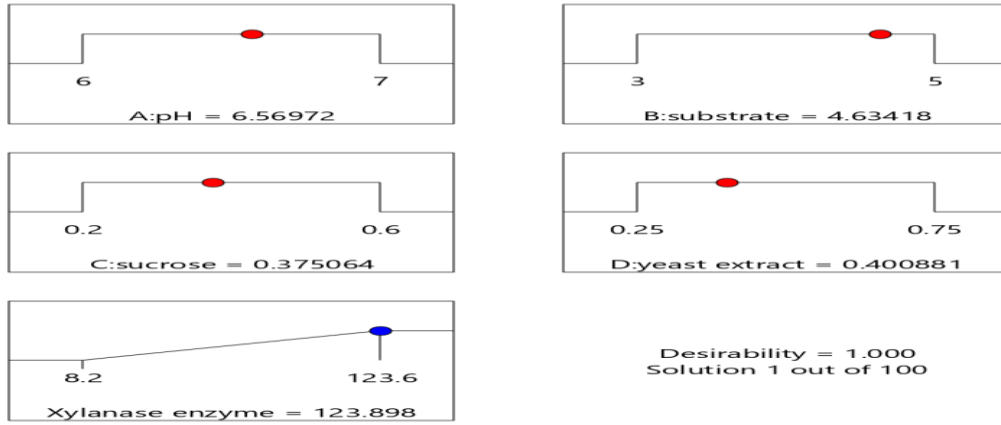 6 7
A:pH = 6.56972
3 5
B:substrate = 4.63418
0.2 0.6
C:sucrose = 0.375064
0.25 0.75
D:yeast extract = 0.400881
8.2 123.6
Xylanase enzyme = 123.898
Desirability = 1.000
Solution 1 out of 100